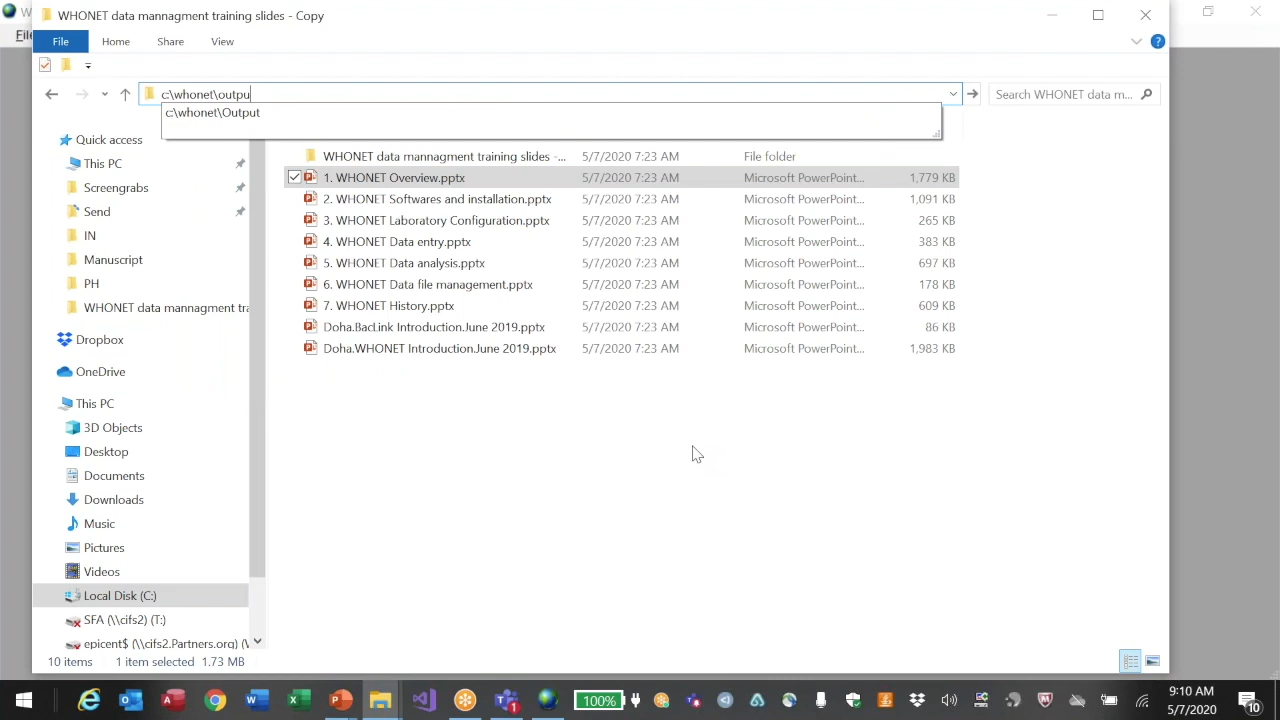 W
WHONET data mannagment training slides - Copy
File
File Home Share View
c\whonet\outpu
Search WHONET data m...
c:\whonet\Output
Quick access
This PC
Screengrabs
Send
IN
Manuscript
PH
WHONET data mannagment tra
Dropbox
OneDrive
This PC
3D Objects
Desktop
Documents
Downloads
Music
Pictures
Videos
Local Disk (C:)
SFA (\\cifs2) (T:)
epicent$ (\\cifs2.Partners.org) (V
WHONET data mannagment training slides -... 5/7/2020 7:23 AM File folder
1. WHONET Overview.pptx 5/7/2020 7:23 AM Microsoft PowerPoint... 1,779 KB
2. WHONET Softwares and installation.pptx 5/7/2020 7:23 AM Microsoft PowerPoint... 1,091 KB
3. WHONET Laboratory Configuration.pptx 5/7/2020 7:23 AM Microsoft PowerPoint... 265 KB
4. WHONET Data entry.pptx 5/7/2020 7:23 AM Microsoft PowerPoint... 383 KB
5. WHONET Data analysis.pptx 5/7/2020 7:23 AM Microsoft PowerPoint... 697 KB
6. WHONET Data file management.pptx 5/7/2020 7:23 AM Microsoft PowerPoint... 178 KB
7. WHONET History.pptx 5/7/2020 7:23 AM Microsoft PowerPoint... 609 KB
Doha.BacLink Introduction.June 2019.pptx 5/7/2020 7:23 AM Microsoft PowerPoint... 86 KB
Doha.WHONET Introduction.June 2019.pptx 5/7/2020 7:23 AM Microsoft PowerPoint... 1,983 KB
10 items 1 item selected 1.73 MB
100%
9:10 AM
5/7/2020
10
1